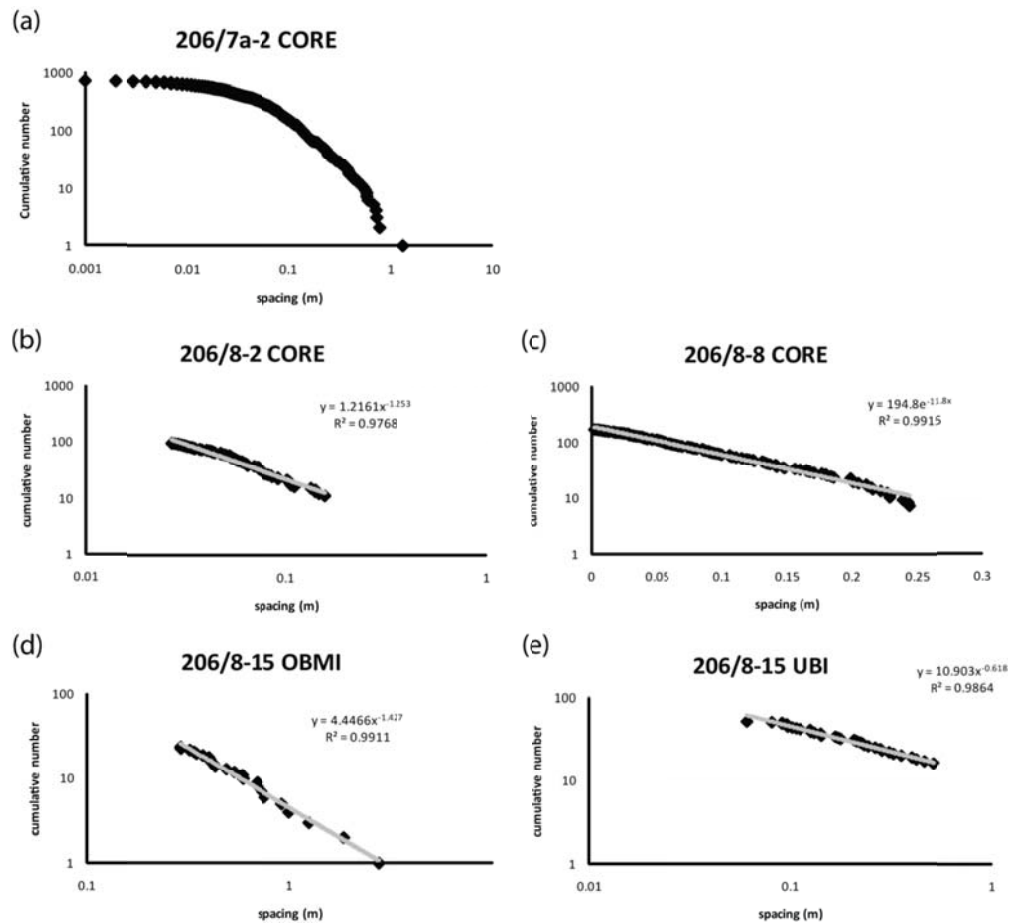 (a)
206/7a-2 CORE
Cumulative number
1000
100
10
1
0.001 0.01 0.1 1 10
spacing (m)
(b)
206/8-2 CORE
cumulative number
1000
100
10
1
y = 1.2161x⁻¹·²⁵³
R² = 0.9768
0.01 0.1 1
spacing (m)
(c)
206/8-8 CORE
cumulative number
1000
100
10
1
y = 194.8e⁻¹¹·⁸ˣ
R² = 0.9915
0 0.05 0.1 0.15 0.2 0.25 0.3
spacing (m)
(d)
206/8-15 OBMI
cumulative number
100
10
1
y = 4.4466x⁻¹·⁴²⁷
R² = 0.9911
0.1 1
spacing (m)
(e)
206/8-15 UBI
cumulative number
100
10
1
y = 10.903x⁻⁰·⁶¹⁸
R² = 0.9864
0.01 0.1 1
spacing (m)